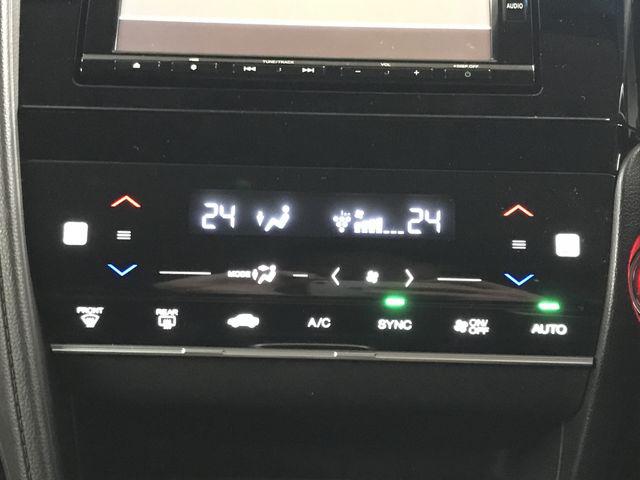 AUDIO
TUNE/TRACK
VOL
− +
24 24
MODE
FRONT REAR A/C SYNC ON/OFF AUTO